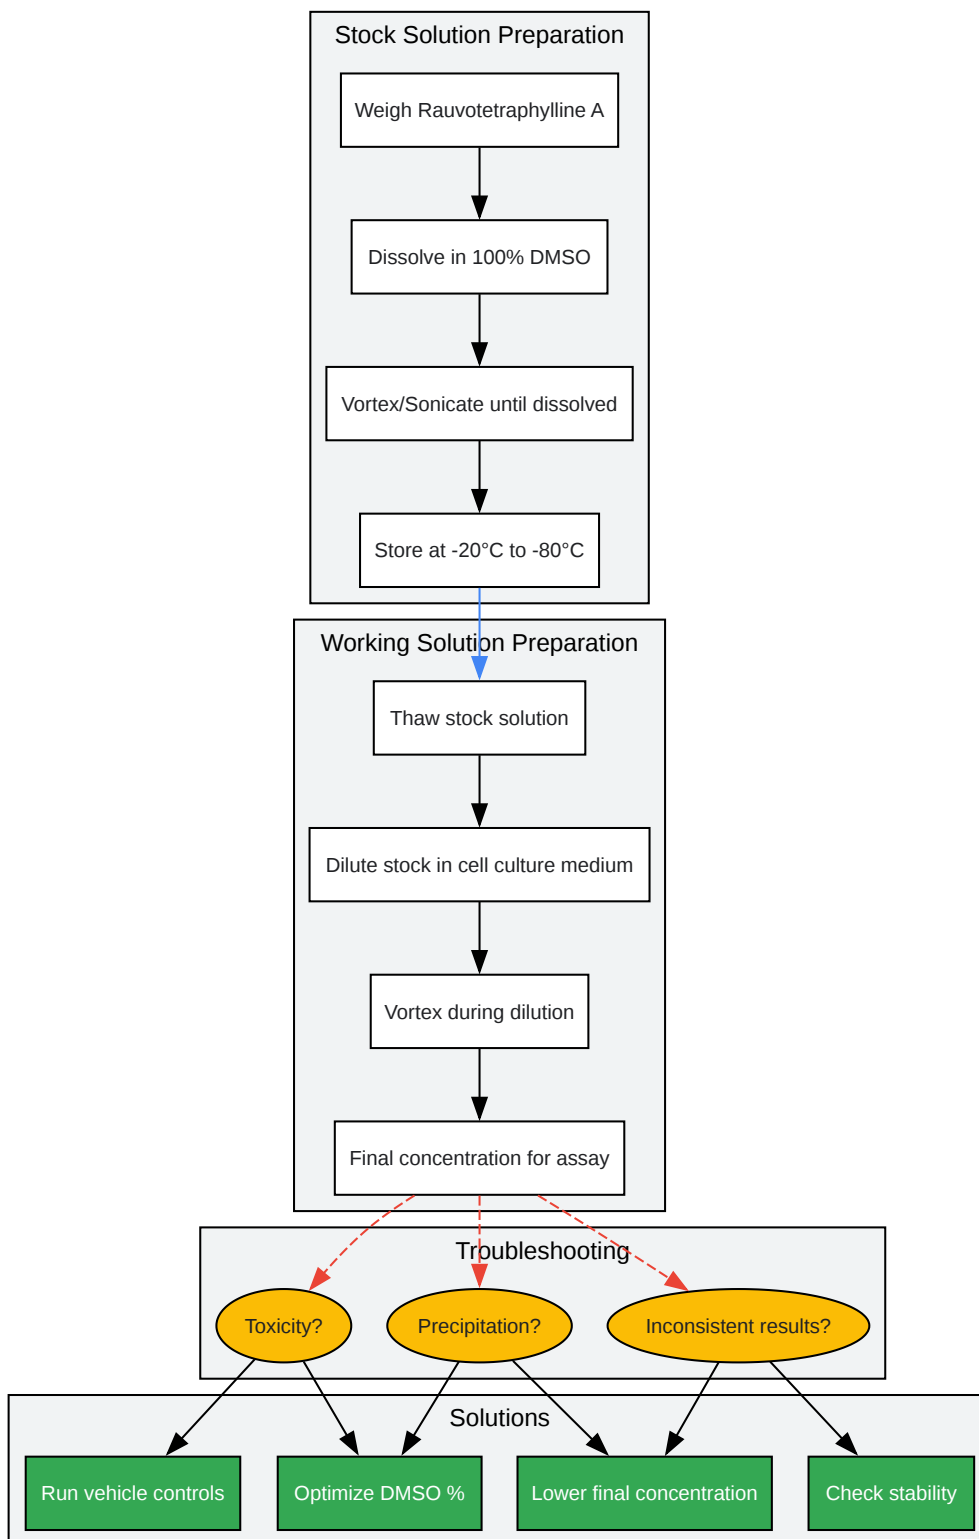 Stock Solution Preparation
Weigh Rauvotetraphylline A
Dissolve in 100% DMSO
Vortex/Sonicate until dissolved
Store at -20°C to -80°C
Working Solution Preparation
Thaw stock solution
Dilute stock in cell culture medium
Vortex during dilution
Final concentration for assay
Troubleshooting
Toxicity?
Precipitation?
Inconsistent results?
Solutions
Run vehicle controls
Optimize DMSO %
Lower final concentration
Check stability